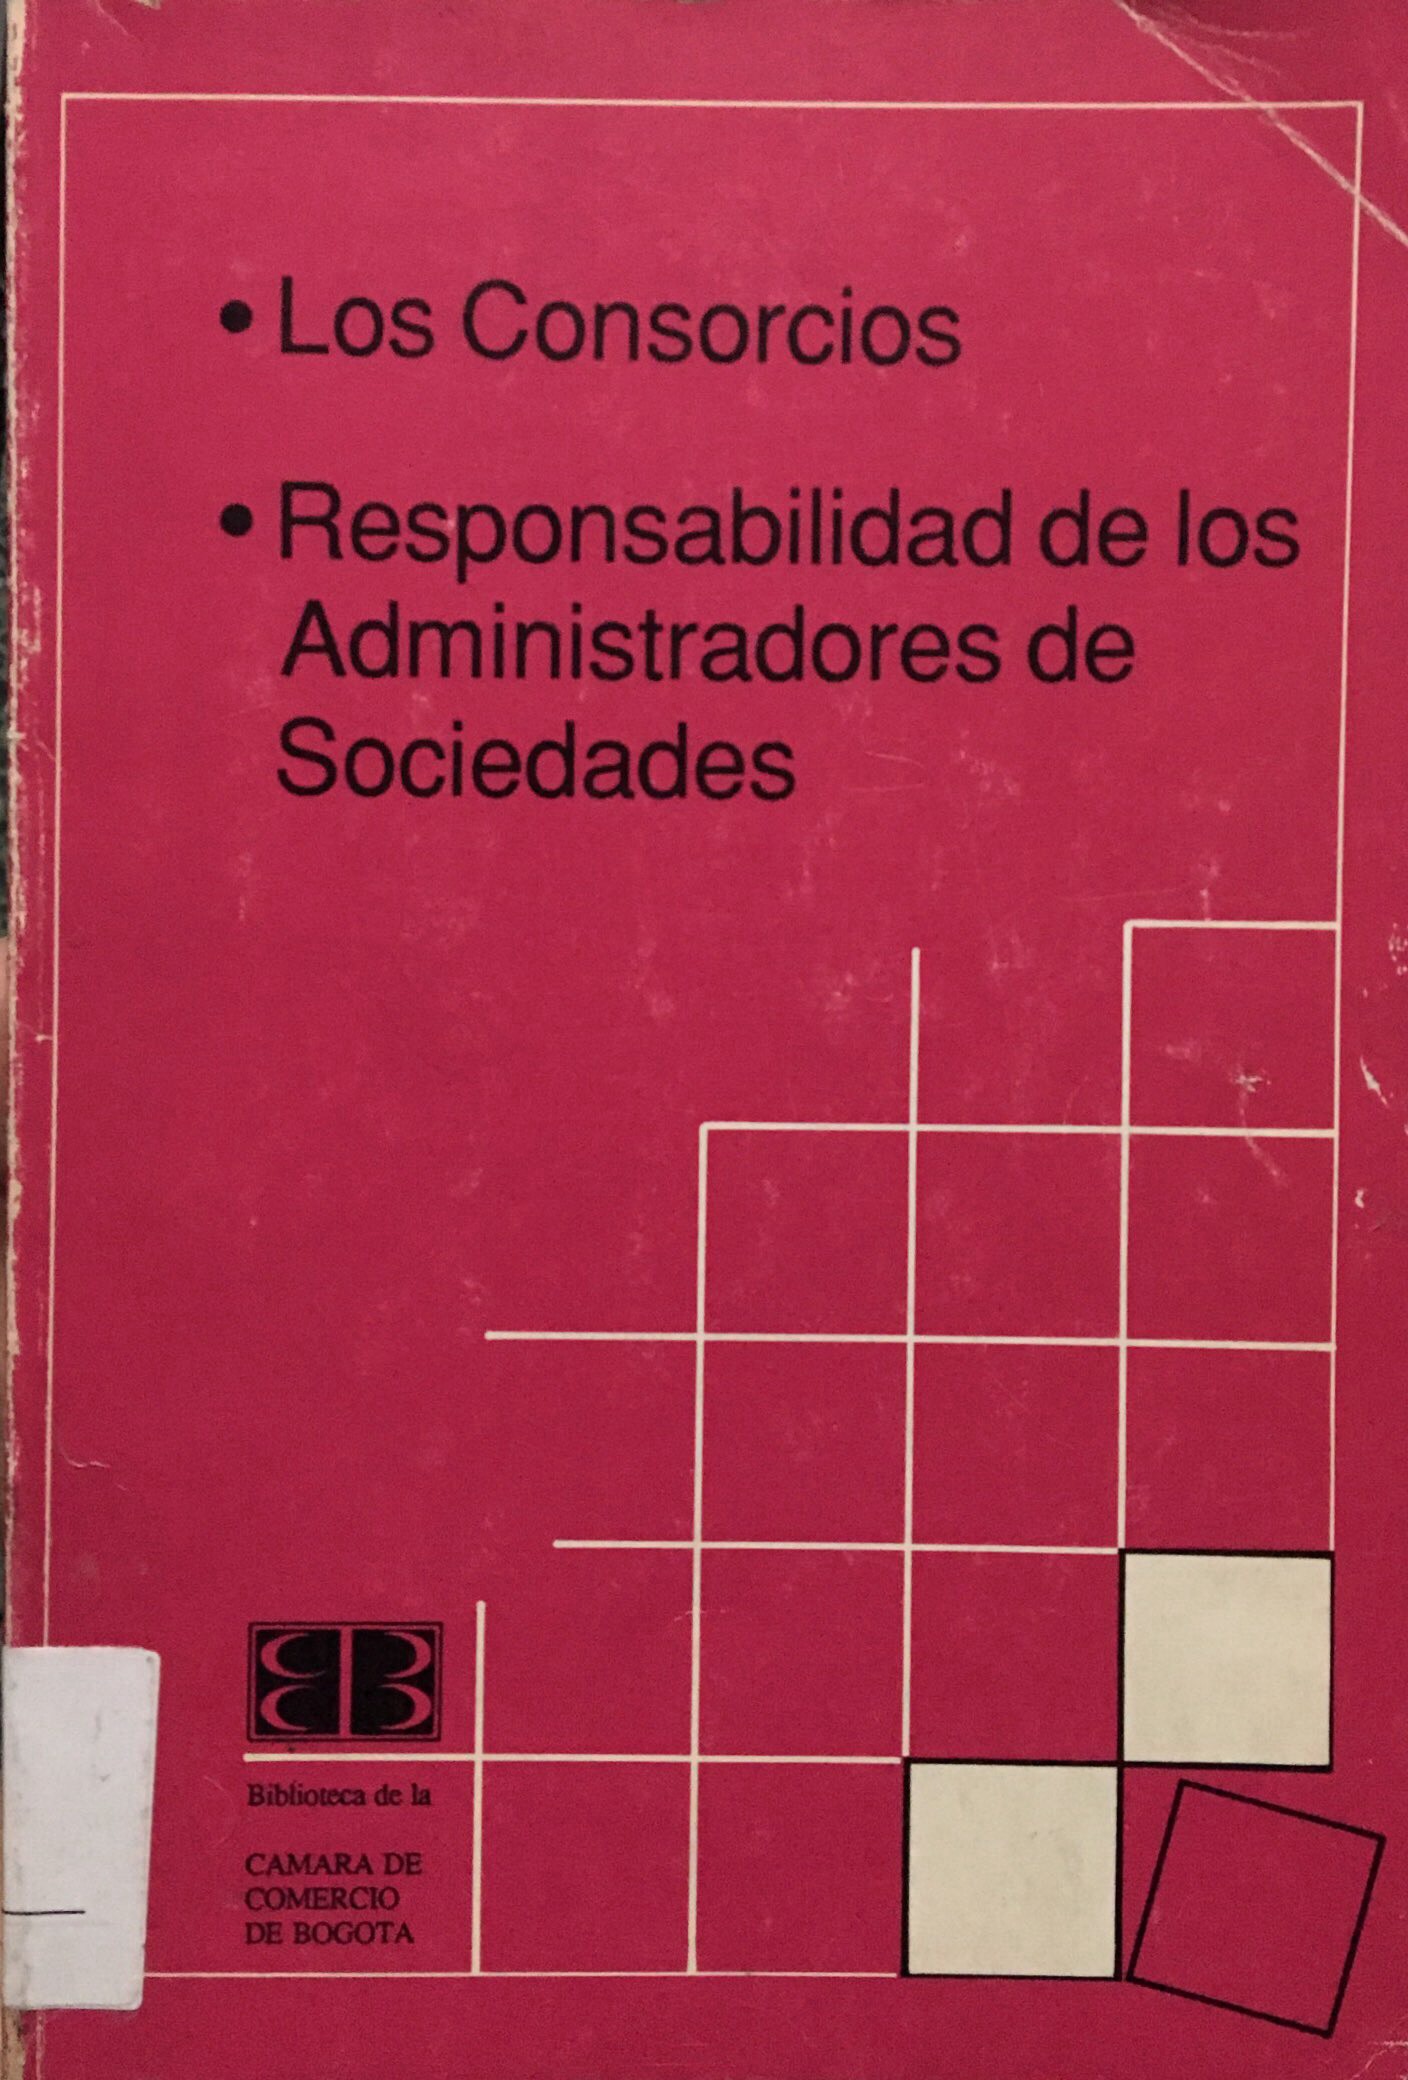 • Los Consorcios
• Responsabilidad de los
Administradores de
Sociedades
Biblioteca de la
CAMARA DE
COMERCIO
DE BOGOTA